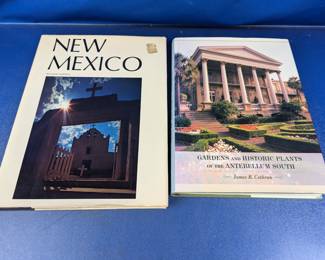 NEW
MEXICO
GARDENS AND HISTORIC PLANTS
OF THE ANTEBELLUM SOUTH
James R. Cothran